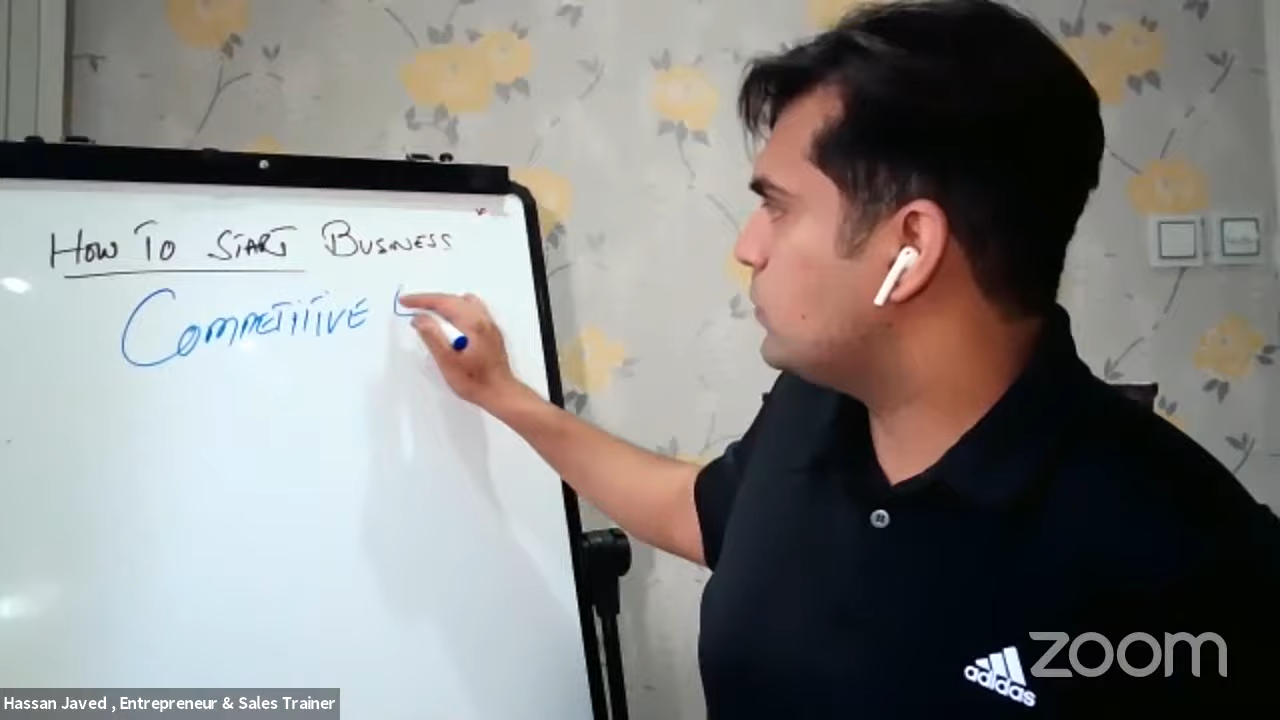 HOW TO START BUSINESS
COMPETITIVE
zoom
adidas
Hassan Javed , Entrepreneur & Sales Trainer